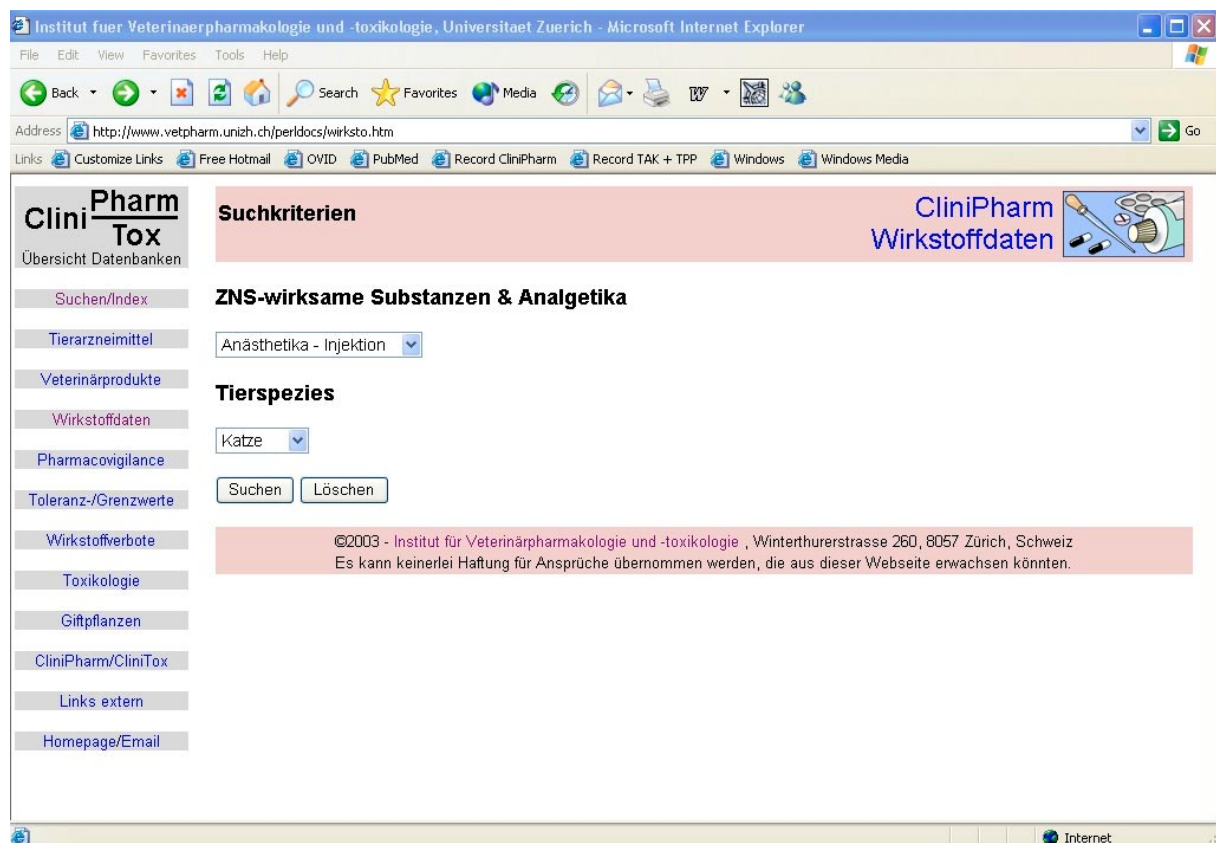 Institut fuer Veterinaerpharmakologie und -toxikologie, Universitaet Zuerich - Microsoft Internet Explorer
File Edit View Favorites Tools Help
Back Search Favorites Media
Address http://www.vetpharm.unizh.ch/perldocs/wirksto.htm Go
Links Customize Links Free Hotmail OVID PubMed Record CliniPharm Record TAK + TPP Windows Windows Media
Clini Pharm
Tox
Übersicht Datenbanken
Suchen/Index
Tierarzneimittel
Veterinärprodukte
Wirkstoffdaten
Pharmacovigilance
Toleranz-/Grenzwerte
Wirkstoffverbote
Toxikologie
Giftpflanzen
CliniPharm/CliniTox
Links extern
Homepage/Email
Suchkriterien
CliniPharm
Wirkstoffdaten
ZNS-wirksame Substanzen & Analgetika
Anästhetika - Injektion
Tierspezies
Katze
Suchen Löschen
©2003 - Institut für Veterinärpharmakologie und -toxikologie , Winterthurerstrasse 260, 8057 Zürich, Schweiz
Es kann keinerlei Haftung für Ansprüche übernommen werden, die aus dieser Webseite erwachsen könnten.
Internet